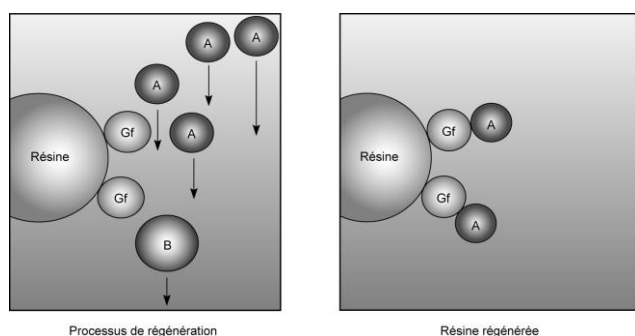 A
A
A
A
Gf
Résine
Gf
B
Processus de régénération
Gf
A
Résine
Gf
A
Résine régénérée